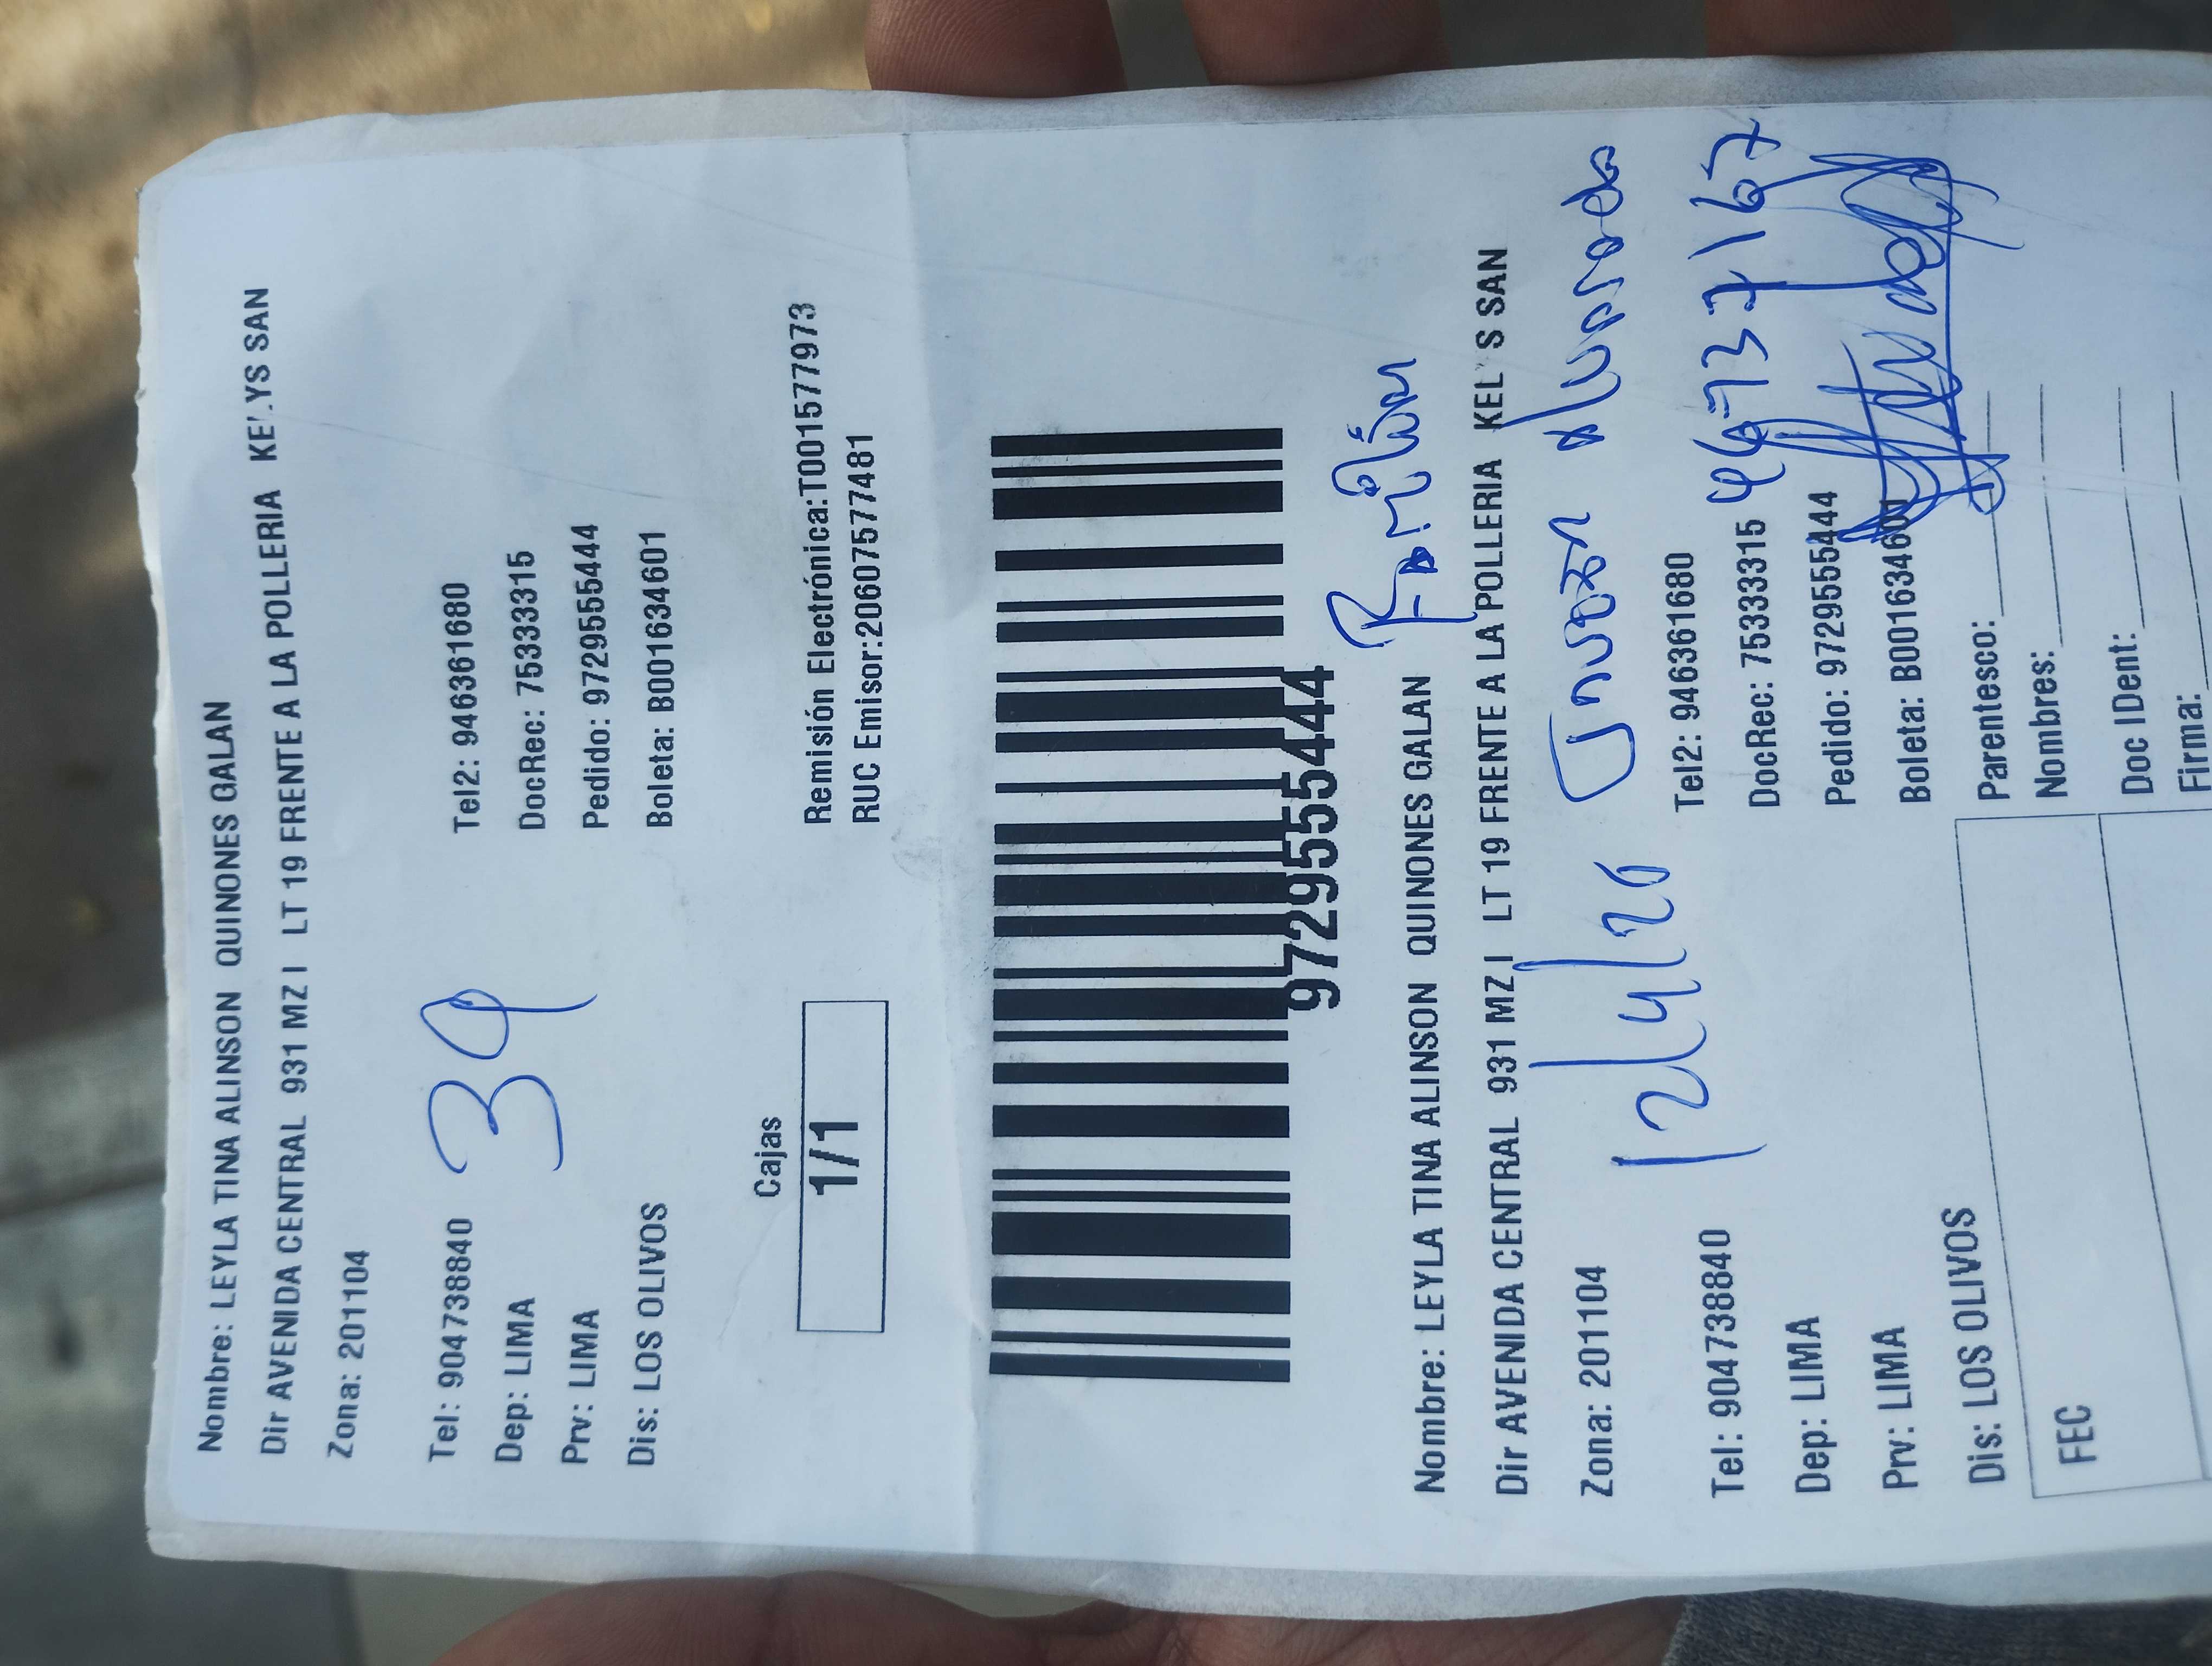 Nombre: LEYLA TINA ALINSON QUINONES GALAN
Dir AVENIDA CENTRAL 931 MZ I LT 19 FRENTE A LA POLLERIA KELYS SAN
Zona: 201104
39
Tel: 904738840 Tel2: 946361680
Dep: LIMA DocRec: 75333315
Prv: LIMA Pedido: 9729555444
Dis: LOS OLIVOS Boleta: B001634601
Cajas
1/1
Remisión Electrónica:T001577973
RUC Emisor:20607577481
9729555444
Nombre: LEYLA TINA ALINSON QUINONES GALAN
Dir AVENIDA CENTRAL 931 MZ I LT 19 FRENTE A LA POLLERIA KEL S SAN
Zona: 201104
Alvarado
Tel: 904738840 Tel2: 946361680
Dep: LIMA DocRec: 75333315
46737167
Prv: LIMA Pedido: 9729555444
Dis: LOS OLIVOS Boleta: B001634601
FEC
Parentesco:
Nombres:
Doc IDent:
Firma: